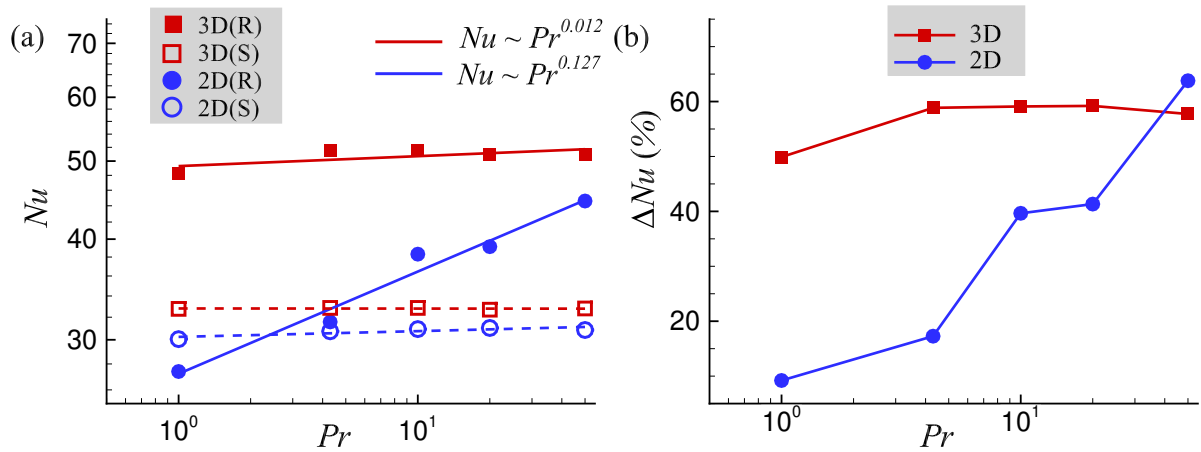 (a)
3D(R)
3D(S)
2D(R)
2D(S)
Nu ~ Pr^0.012
Nu ~ Pr^0.127
70
60
50
40
30
Nu
10^0
10^1
Pr
(b)
3D
2D
60
40
20
ΔNu (%)
10^0
10^1
Pr